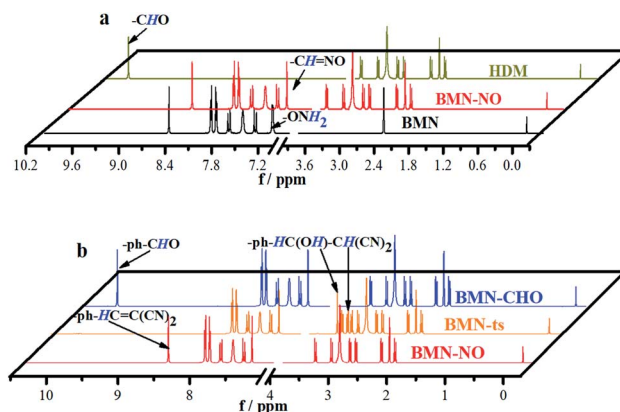 a
-CHO
-CH=NO
HDM
BMN-NO
-ONH2
BMN
10.2 9.6 9.0 8.4 7.8 7.2 3.6 3.0 2.4 1.8 1.2 0.6 0.0
f / ppm
b
-ph-CHO
-ph-HC(OH)-CH(CN)2
BMN-CHO
-ph-HC=C(CN)2
BMN-ts
BMN-NO
10 9 8 7 4 3 2 1 0
f / ppm